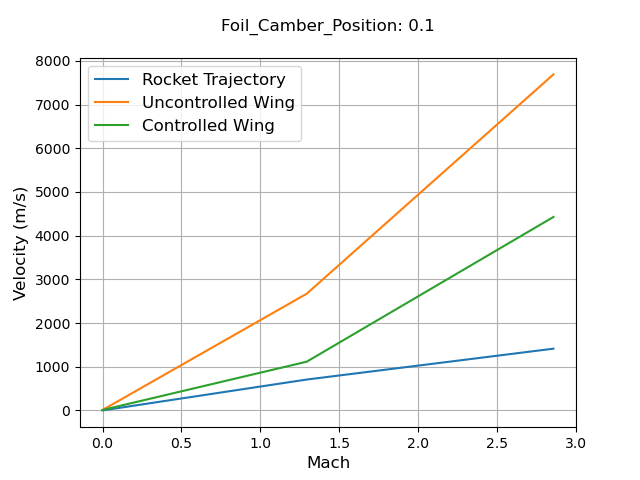 Foil_Camber_Position: 0.1
Rocket Trajectory
Uncontrolled Wing
Controlled Wing
Velocity (m/s)
8000
7000
6000
5000
4000
3000
2000
1000
0
0.0 0.5 1.0 1.5 2.0 2.5 3.0
Mach